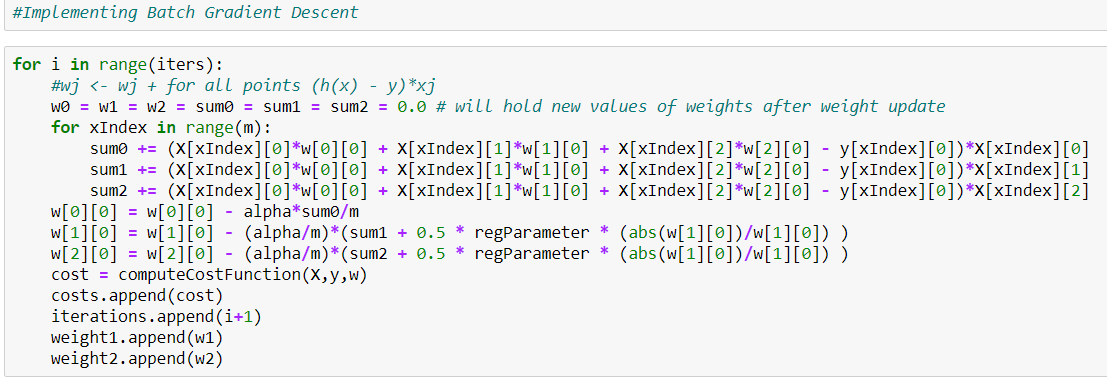 #Implementing Batch Gradient Descent
for i in range(iters):
    #wj <- wj + for all points (h(x) - y)*xj
    w0 = w1 = w2 = sum0 = sum1 = sum2 = 0.0 # will hold new values of weights after weight update
    for xIndex in range(m):
        sum0 += (X[xIndex][0]*w[0][0] + X[xIndex][1]*w[1][0] + X[xIndex][2]*w[2][0] - y[xIndex][0])*X[xIndex][0]
        sum1 += (X[xIndex][0]*w[0][0] + X[xIndex][1]*w[1][0] + X[xIndex][2]*w[2][0] - y[xIndex][0])*X[xIndex][1]
        sum2 += (X[xIndex][0]*w[0][0] + X[xIndex][1]*w[1][0] + X[xIndex][2]*w[2][0] - y[xIndex][0])*X[xIndex][2]
    w[0][0] = w[0][0] - alpha*sum0/m
    w[1][0] = w[1][0] - (alpha/m)*(sum1 + 0.5 * regParameter * (abs(w[1][0])/w[1][0]) )
    w[2][0] = w[2][0] - (alpha/m)*(sum2 + 0.5 * regParameter * (abs(w[1][0])/w[1][0]) )
    cost = computeCostFunction(X,y,w)
    costs.append(cost)
    iterations.append(i+1)
    weight1.append(w1)
    weight2.append(w2)